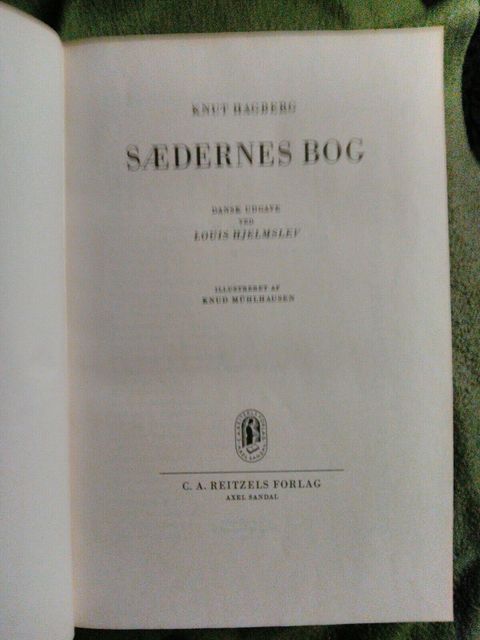 KNUT HAGBERG
SÆDERNES BOG
DANSK UDGAVE
VED
LOUIS HJELMSLEV
ILLUSTRERET AF
KNUD MÜHLHAUSEN
C. A. REITZELS FORLAG
AXEL SANDAL